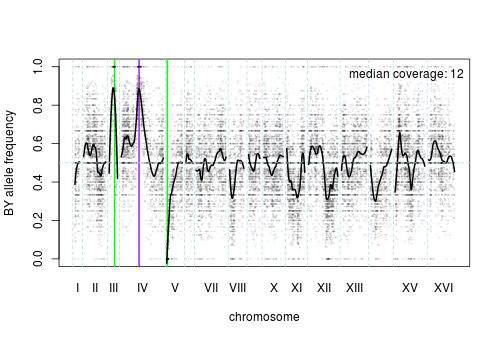 median coverage: 12
BY allele frequency
1.0
0.8
0.6
0.4
0.2
0.0
I II III IV V VII VIII X XI XII XIII XV XVI
chromosome